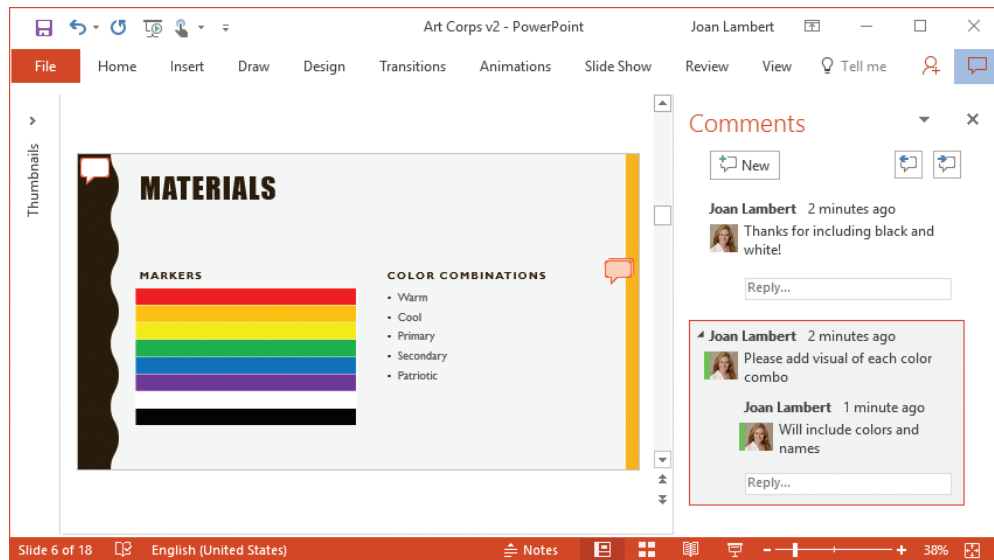 Art Corps v2 - PowerPoint
Joan Lambert
File Home Insert Draw Design Transitions Animations Slide Show Review View Tell me
Thumbnails
MATERIALS
MARKERS
COLOR COMBINATIONS
• Warm
• Cool
• Primary
• Secondary
• Patriotic
Comments
New
Joan Lambert 2 minutes ago
Thanks for including black and
white!
Reply...
Joan Lambert 2 minutes ago
Please add visual of each color
combo
Joan Lambert 1 minute ago
Will include colors and
names
Reply...
Slide 6 of 18 English (United States) Notes 38%